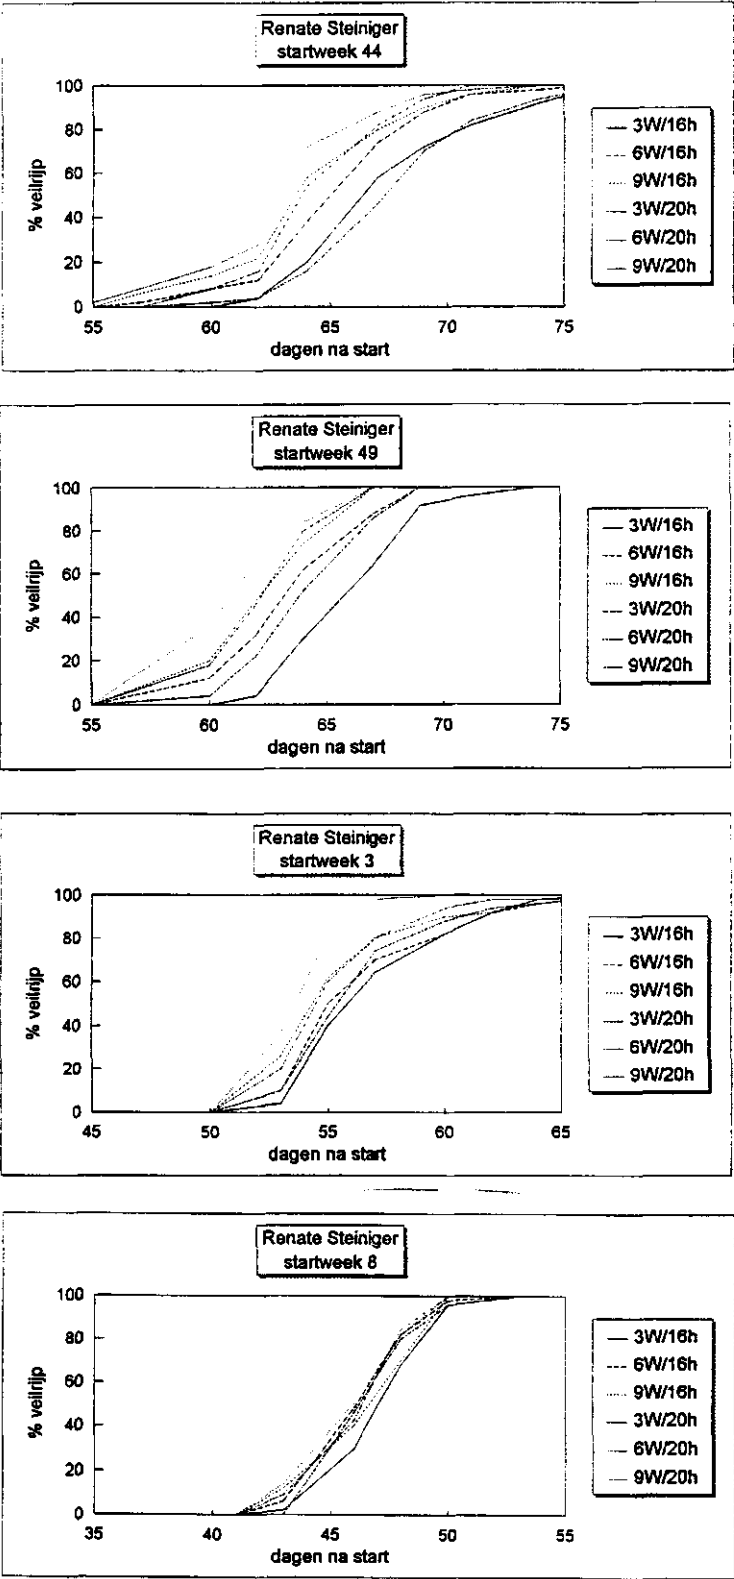 Renate Steiniger
startweek 44
100
80
60
40
20
0
% veilrijp
55 60 65 70 75
dagen na start
3W/16h
6W/16h
9W/16h
3W/20h
6W/20h
9W/20h
Renate Steiniger
startweek 49
100
80
60
40
20
0
% veilrijp
55 60 65 70 75
dagen na start
3W/16h
6W/16h
9W/16h
3W/20h
6W/20h
9W/20h
Renate Steiniger
startweek 3
100
80
60
40
20
0
% veilrijp
45 50 55 60 65
dagen na start
3W/16h
6W/16h
9W/16h
3W/20h
6W/20h
9W/20h
Renate Steiniger
startweek 8
100
80
60
40
20
0
% veilrijp
35 40 45 50 55
dagen na start
3W/16h
6W/16h
9W/16h
3W/20h
6W/20h
9W/20h